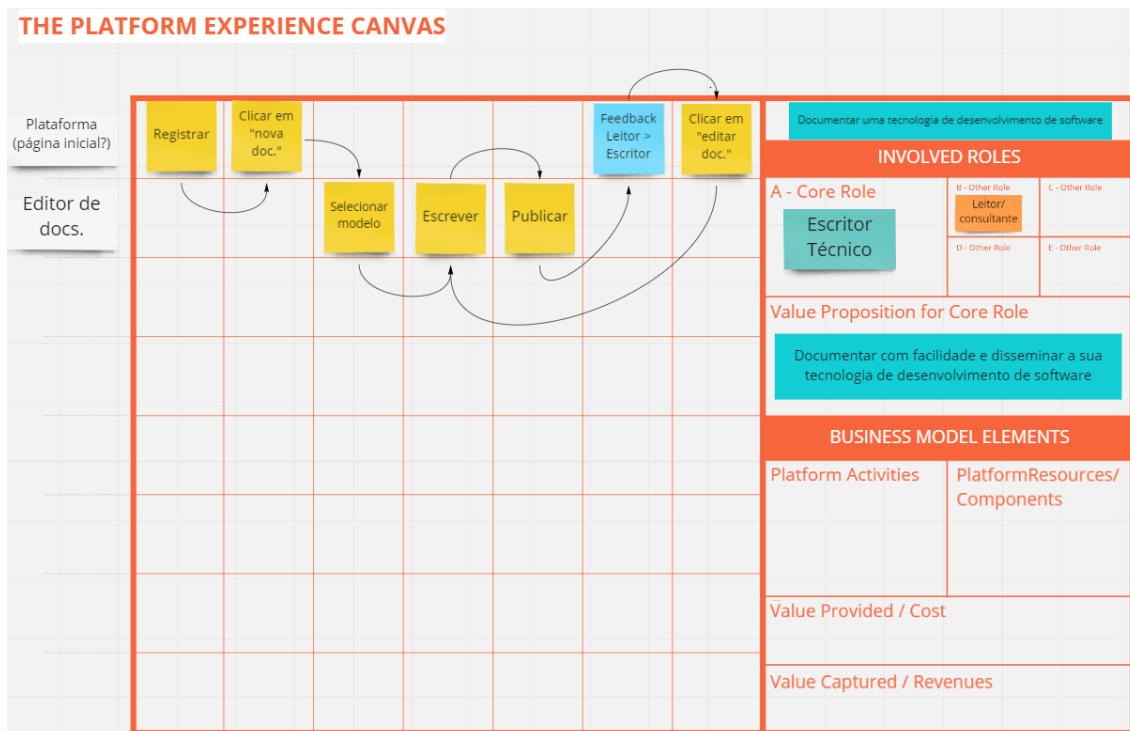 THE PLATFORM EXPERIENCE CANVAS
Plataforma
(página inicial?)
Editor de
docs.
Registrar
Clicar em
"nova
doc."
Selecionar
modelo
Escrever
Publicar
Feedback
Leitor >
Escritor
Clicar em
"editar
doc."
Documentar uma tecnologia de desenvolvimento de software
INVOLVED ROLES
A - Core Role
Escritor
Técnico
B - Other Role
Leitor/
consultante
C - Other Role
D - Other Role
E - Other Role
Value Proposition for Core Role
Documentar com facilidade e disseminar a sua
tecnologia de desenvolvimento de software
BUSINESS MODEL ELEMENTS
Platform Activities
PlatformResources/
Components
Value Provided / Cost
Value Captured / Revenues